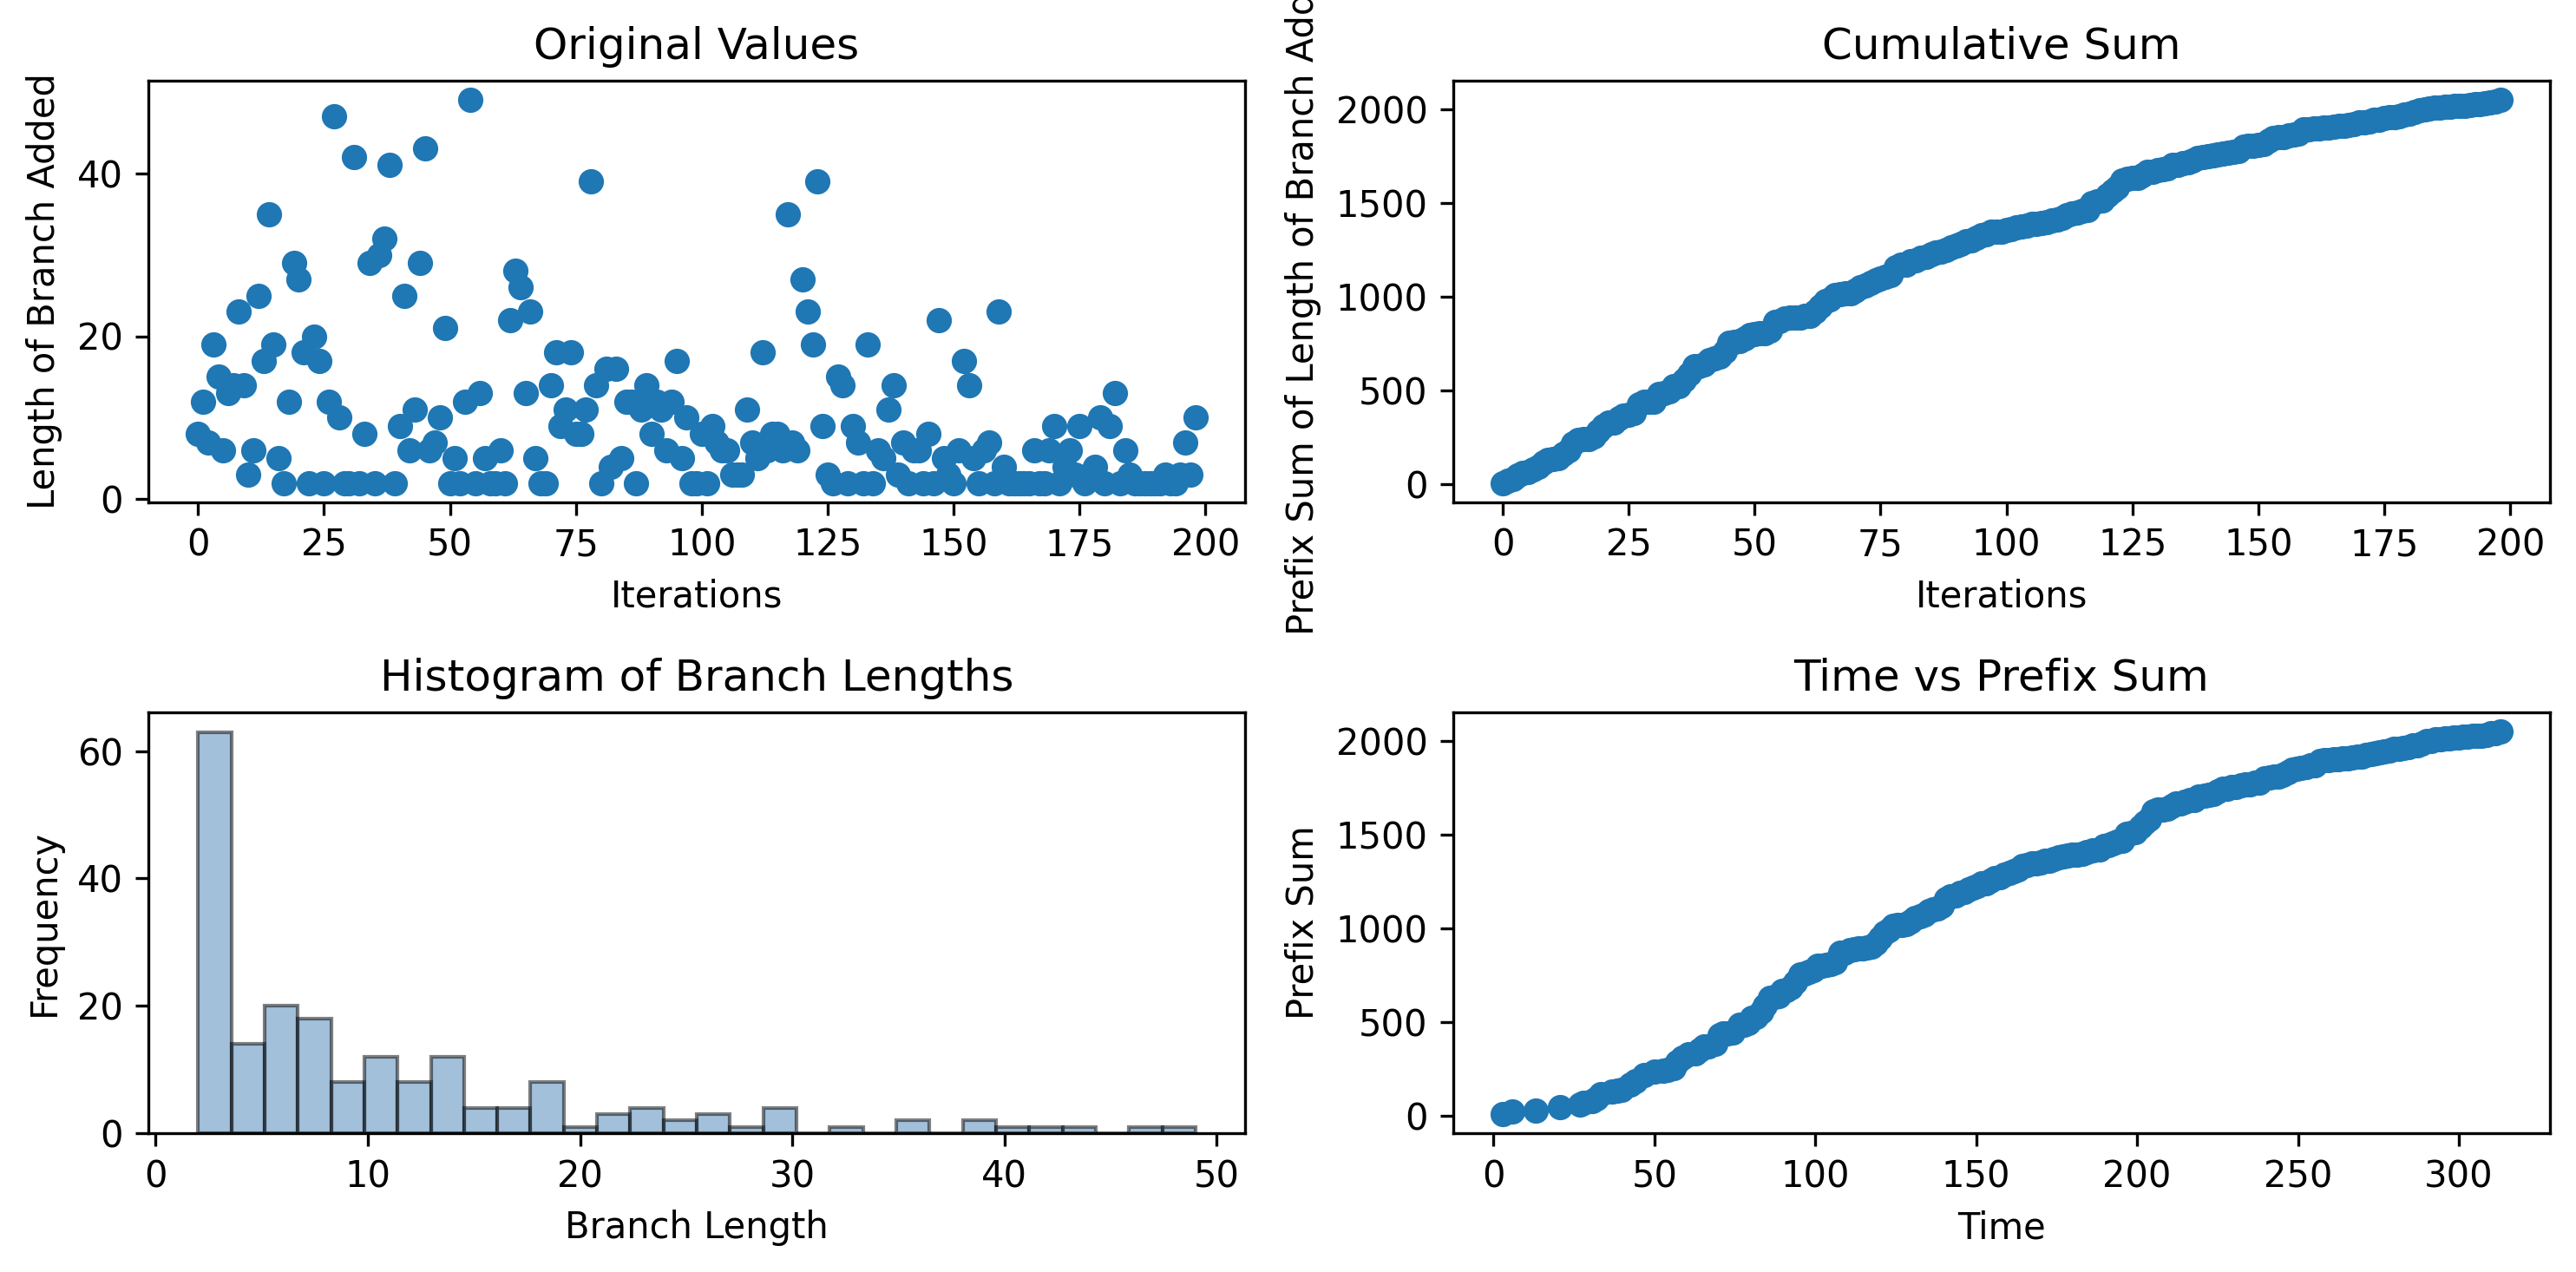 Original Values
Length of Branch Added
40
20
0
0 25 50 75 100 125 150 175 200
Iterations
Cumulative Sum
Prefix Sum of Length of Branch
2000
1500
1000
500
0
0 25 50 75 100 125 150 175 200
Iterations
Histogram of Branch Lengths
Frequency
60
40
20
0
0 10 20 30 40 50
Branch Length
Time vs Prefix Sum
Prefix Sum
2000
1500
1000
500
0
0 50 100 150 200 250 300
Time